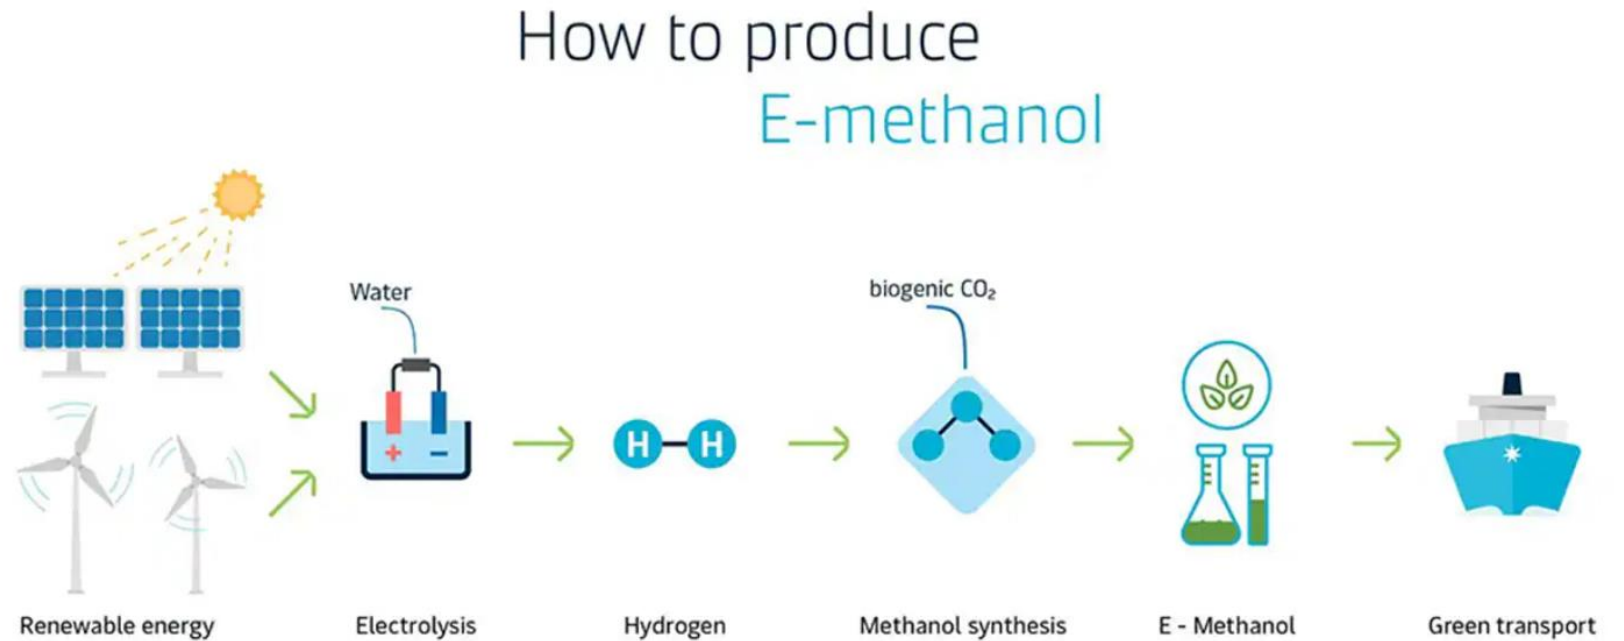 How to produce
E-methanol
Water
biogenic CO₂
+ −
H H
Renewable energy
Electrolysis
Hydrogen
Methanol synthesis
E - Methanol
Green transport